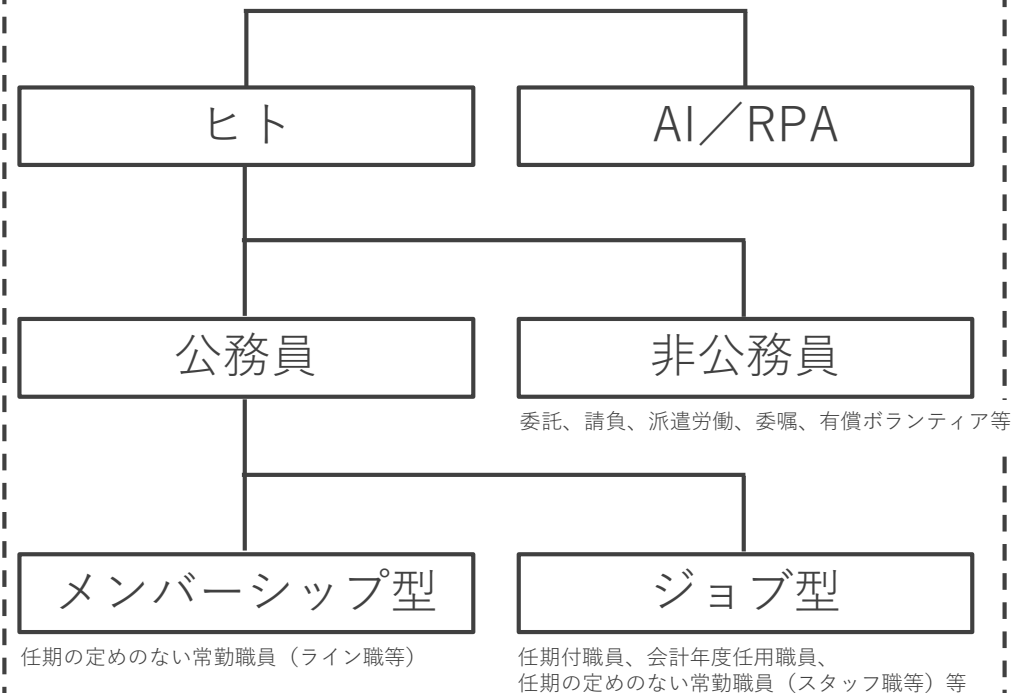 ヒト
AI／RPA
公務員
非公務員
委託、請負、派遣労働、委嘱、有償ボランティア等
メンバーシップ型
ジョブ型
任期の定めのない常勤職員（ライン職等）
任期付職員、会計年度任用職員、
任期の定めのない常勤職員（スタッフ職等）等